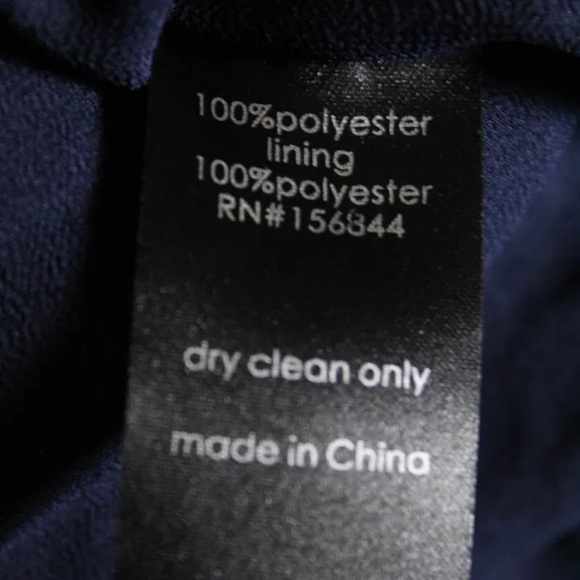 100%polyester
lining
100%polyester
RN#156844
dry clean only
made in China